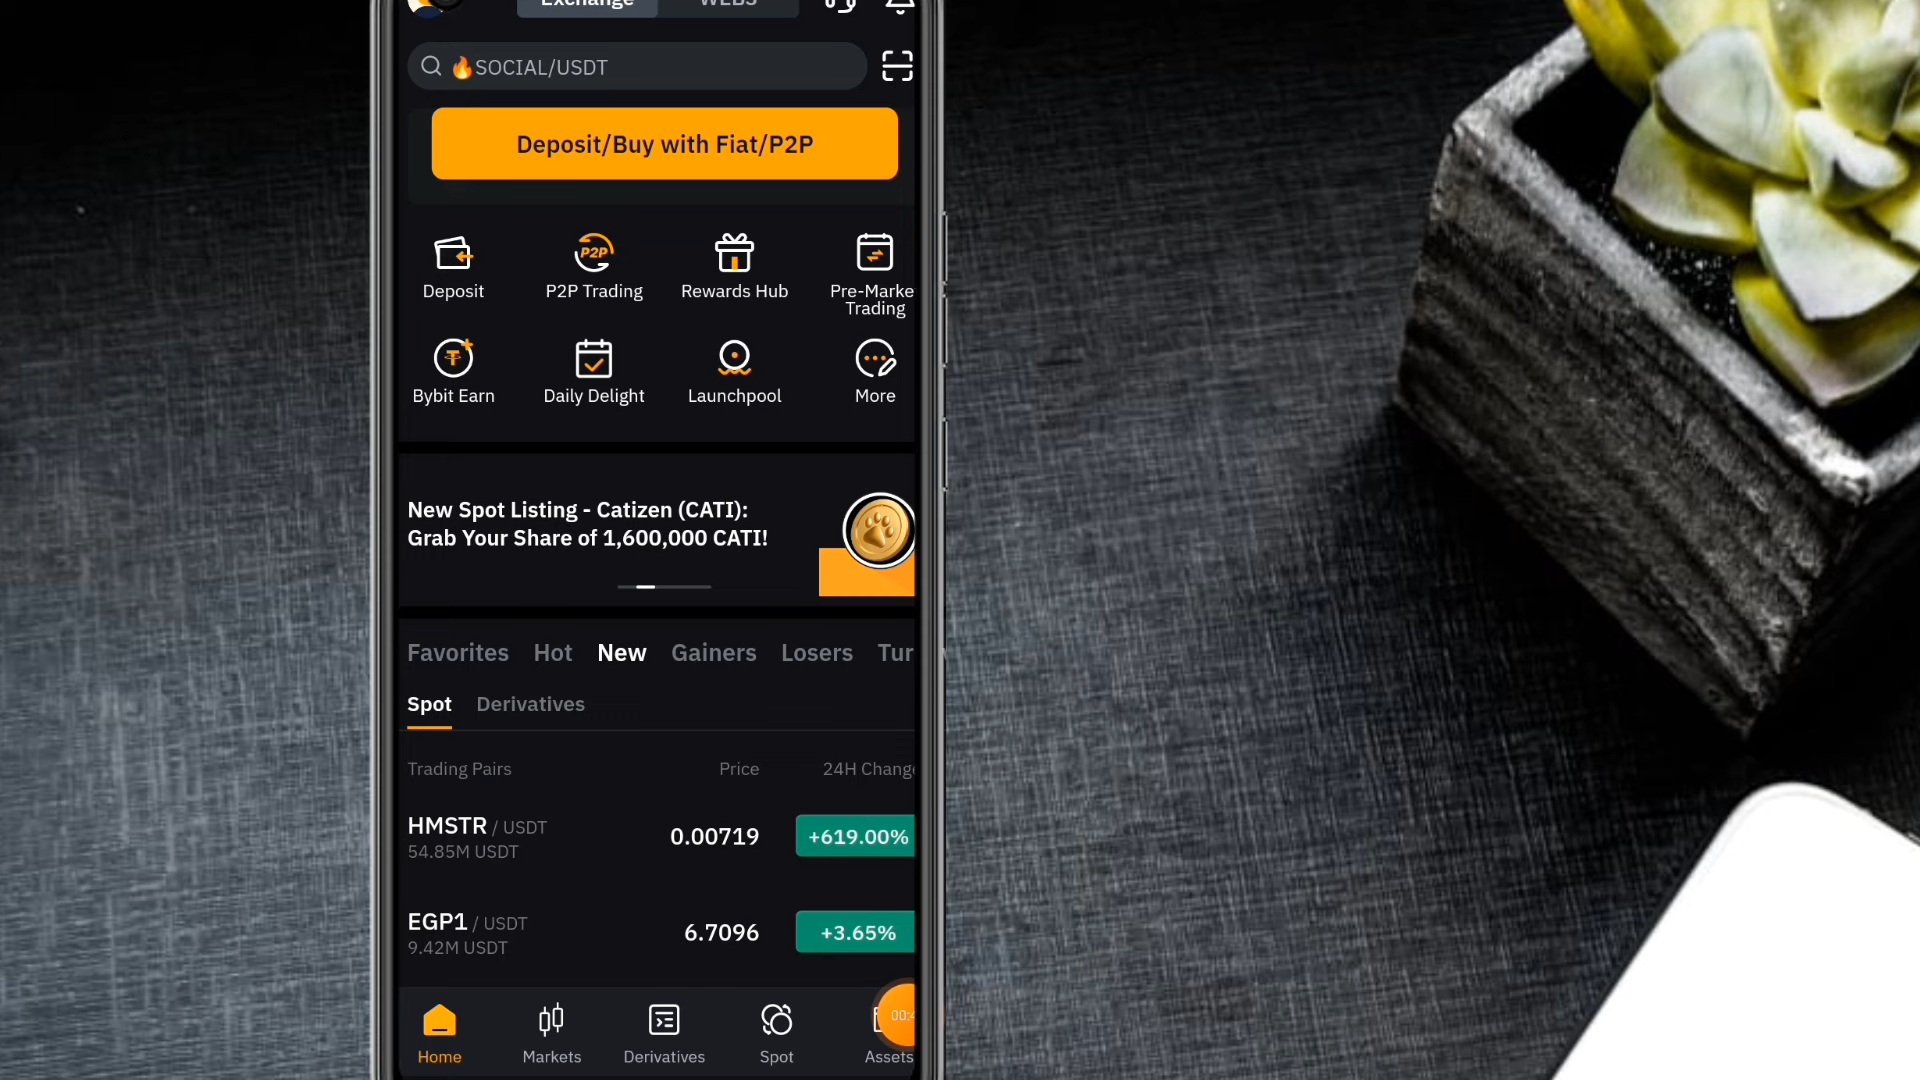 Exchange WEB3
🔥SOCIAL/USDT
Deposit/Buy with Fiat/P2P
P2P
Deposit P2P Trading Rewards Hub Pre-Marke
Trading
Bybit Earn Daily Delight Launchpool More
New Spot Listing - Catizen (CATI):
Grab Your Share of 1,600,000 CATI!
Favorites Hot New Gainers Losers Tur
Spot Derivatives
Trading Pairs Price 24H Change
HMSTR / USDT 0.00719 +619.00%
54.85M USDT
EGP1 / USDT 6.7096 +3.65%
9.42M USDT
Home Markets Derivatives Spot Assets